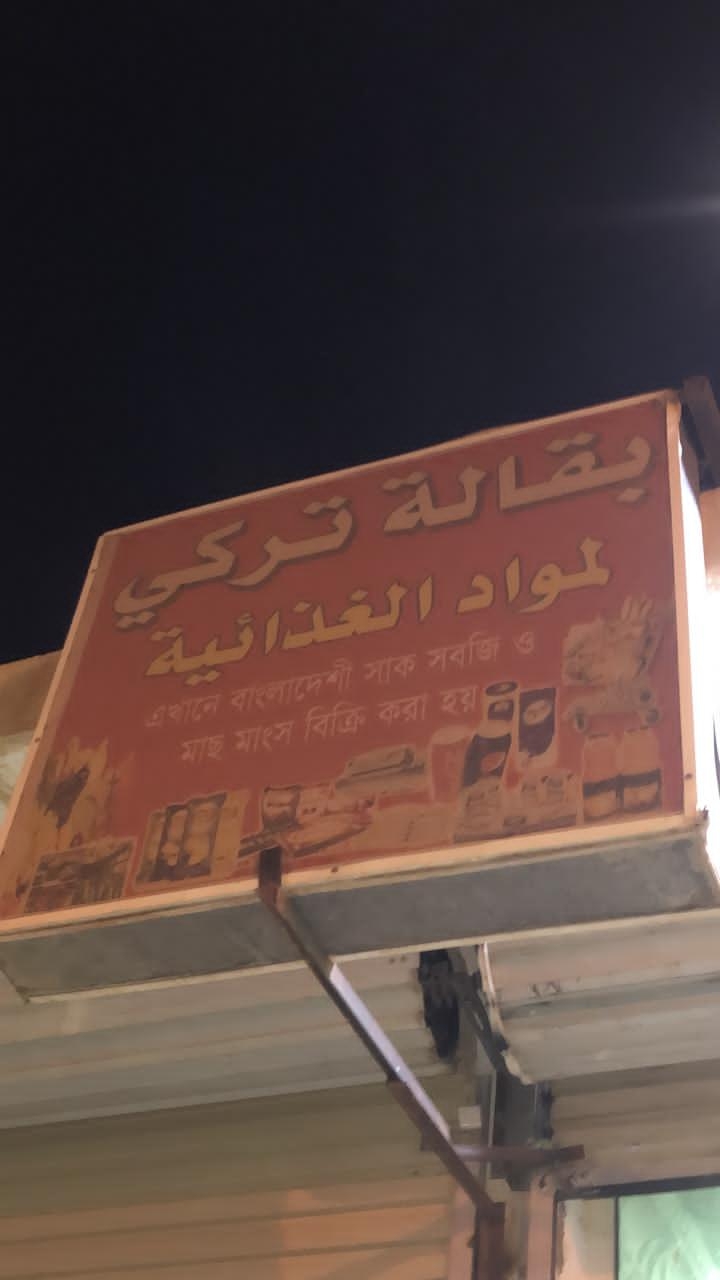 بقالة تركي
لمواد الغذائية
এখানে বাংলাদেশী সাক সবজি ও
মাছ মাংস বিক্রি করা হয়